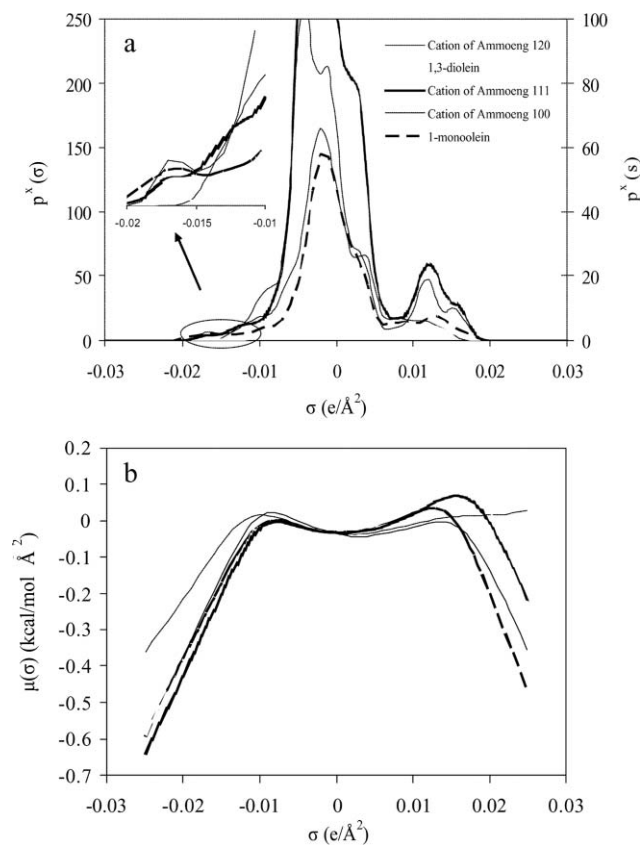 a
250
200
150
100
50
0
p^x (σ)
100
80
60
40
20
0
p^x (s)
Cation of Ammoeng 120
1,3-diolein
Cation of Ammoeng 111
Cation of Ammoeng 100
1-monoolein
-0.02 -0.015 -0.01
-0.03 -0.02 -0.01 0 0.01 0.02 0.03
σ (e/Å²)
b
0.2
0.1
0
-0.1
-0.2
-0.3
-0.4
-0.5
-0.6
-0.7
μ(σ) (kcal/mol Å²)
-0.03 -0.02 -0.01 0 0.01 0.02 0.03
σ (e/Å²)